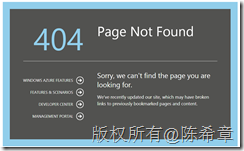 404
Page Not Found
Sorry, we can't find the page you are
looking for.
We've recently updated our site, which may have broken
links to previously bookmarked pages and content.
WINDOWS AZURE FEATURES
FEATURES & SCENARIOS
DEVELOPER CENTER
MANAGEMENT PORTAL
版权所有@陈希章